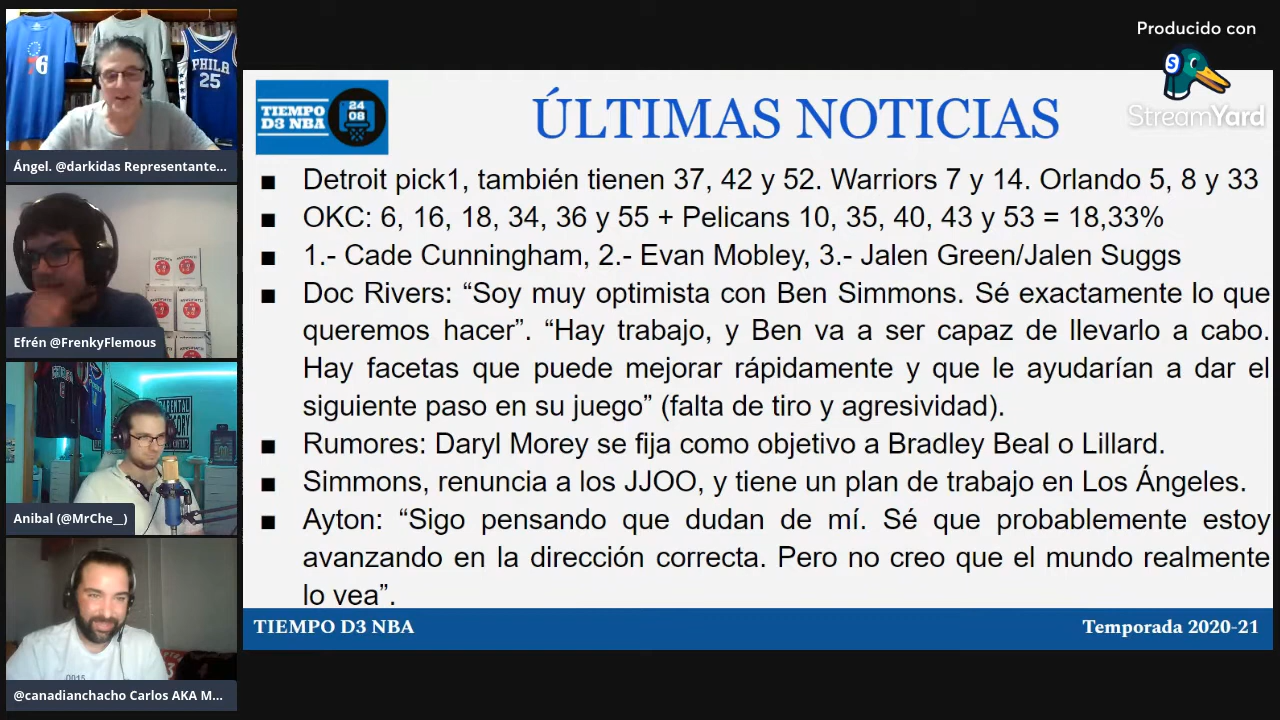 Producido con
StreamYard
S
76
PHILA
25
Ángel. @darkidas Representante...
Efrén @FrenkyFlemous
Anibal (@MrChe__)
@canadianchacho Carlos AKA M...
TIEMPO
D3 NBA
24
08
ÚLTIMAS NOTICIAS
■ Detroit pick1, también tienen 37, 42 y 52. Warriors 7 y 14. Orlando 5, 8 y 33
■ OKC: 6, 16, 18, 34, 36 y 55 + Pelicans 10, 35, 40, 43 y 53 = 18,33%
■ 1.- Cade Cunningham, 2.- Evan Mobley, 3.- Jalen Green/Jalen Suggs
■ Doc Rivers: “Soy muy optimista con Ben Simmons. Sé exactamente lo que
queremos hacer”. “Hay trabajo, y Ben va a ser capaz de llevarlo a cabo.
Hay facetas que puede mejorar rápidamente y que le ayudarían a dar el
siguiente paso en su juego” (falta de tiro y agresividad).
■ Rumores: Daryl Morey se fija como objetivo a Bradley Beal o Lillard.
■ Simmons, renuncia a los JJOO, y tiene un plan de trabajo en Los Ángeles.
■ Ayton: “Sigo pensando que dudan de mí. Sé que probablemente estoy
avanzando en la dirección correcta. Pero no creo que el mundo realmente
lo vea”.
TIEMPO D3 NBA
Temporada 2020-21